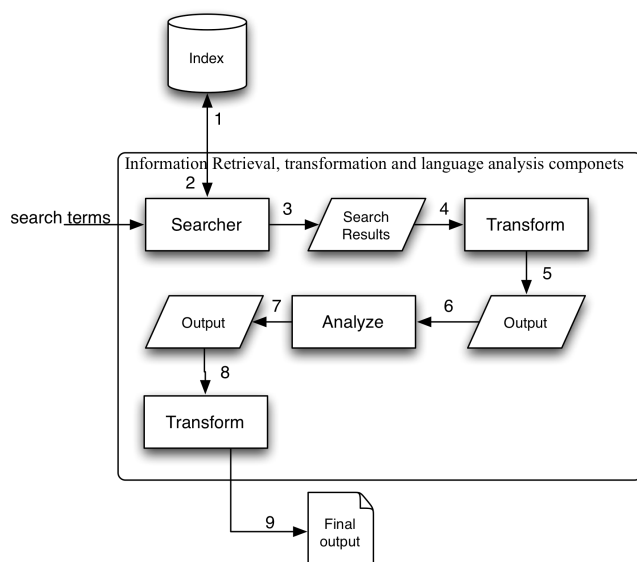 Index
1
Information Retrieval, transformation and language analysis componets
2
search terms
Searcher
3
Search
Results
4
Transform
5
Output
7
Analyze
6
Output
8
Transform
9
Final
output